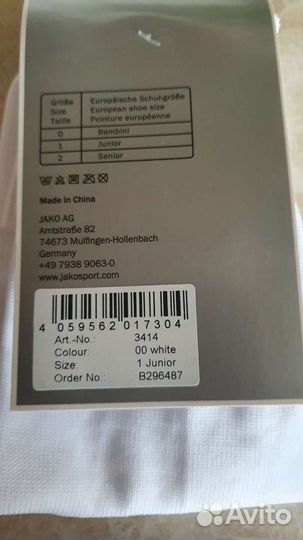 Größe Europäische Schuhgröße
Size European shoe size
Taille Pointure européenne
0 Bambini
1 Junior
2 Senior
Made in China
JAKO AG
Amtstraße 82
74673 Mulfingen-Hollenbach
Germany
+49 7938 9063-0
www.jakosport.com
4 059562 017304
Art.-No.: 3414
Colour: 00 white
Size: 1 Junior
Order No.: B296487
Avito